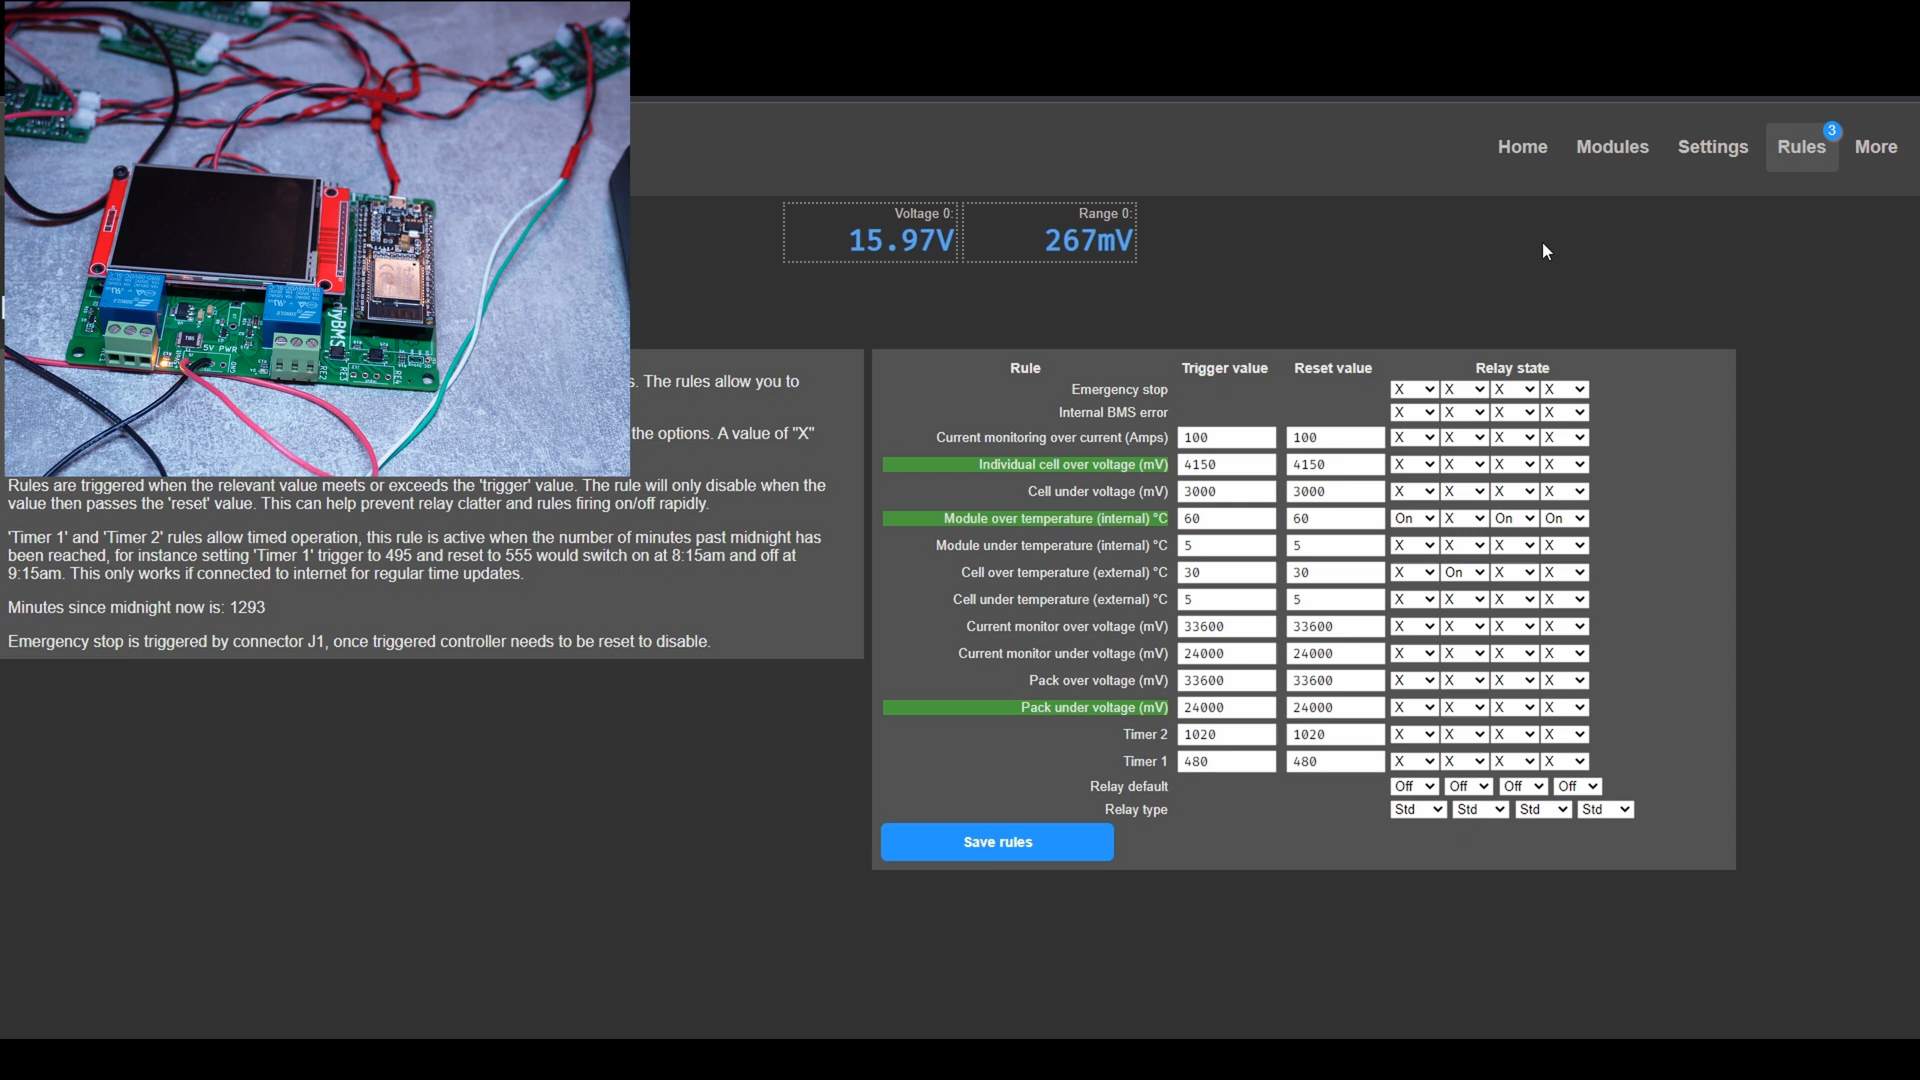 Home Modules Settings Rules 3 More
Voltage 0: Range 0:
15.97V 267mV
diyBMS
5V PWR
GND
RE2
RE3
RE4
s. The rules allow you to
the options. A value of "X"
Rules are triggered when the relevant value meets or exceeds the 'trigger' value. The rule will only disable when the
value then passes the 'reset' value. This can help prevent relay clatter and rules firing on/off rapidly.
'Timer 1' and 'Timer 2' rules allow timed operation, this rule is active when the number of minutes past midnight has
been reached, for instance setting 'Timer 1' trigger to 495 and reset to 555 would switch on at 8:15am and off at
9:15am. This only works if connected to internet for regular time updates.
Minutes since midnight now is: 1293
Emergency stop is triggered by connector J1, once triggered controller needs to be reset to disable.
Rule Trigger value Reset value Relay state
Emergency stop X X X X
Internal BMS error X X X X
Current monitoring over current (Amps) 100 100 X X X X
Individual cell over voltage (mV) 4150 4150 X X X X
Cell under voltage (mV) 3000 3000 X X X X
Module over temperature (internal) °C 60 60 On X On On
Module under temperature (internal) °C 5 5 X X X X
Cell over temperature (external) °C 30 30 X On X X
Cell under temperature (external) °C 5 5 X X X X
Current monitor over voltage (mV) 33600 33600 X X X X
Current monitor under voltage (mV) 24000 24000 X X X X
Pack over voltage (mV) 33600 33600 X X X X
Pack under voltage (mV) 24000 24000 X X X X
Timer 2 1020 1020 X X X X
Timer 1 480 480 X X X X
Relay default Off Off Off Off
Relay type Std Std Std Std
Save rules